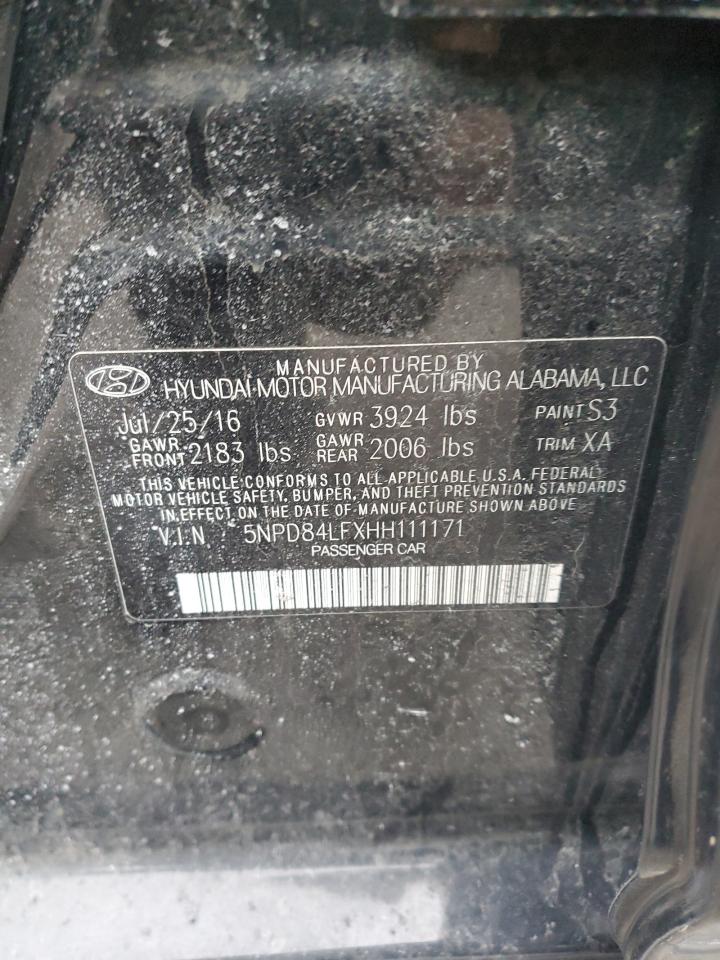 MANUFACTURED BY
HYUNDAI MOTOR MANUFACTURING ALABAMA, LLC
Jul/25/16 GVWR 3924 lbs PAINT S3
GAWR FRONT 2183 lbs GAWR REAR 2006 lbs TRIM XA
THIS VEHICLE CONFORMS TO ALL APPLICABLE U.S.A. FEDERAL
MOTOR VEHICLE SAFETY, BUMPER, AND THEFT PREVENTION STANDARDS
IN EFFECT ON THE DATE OF MANUFACTURE SHOWN ABOVE
V.I.N 5NPD84LFXHH111171
PASSENGER CAR